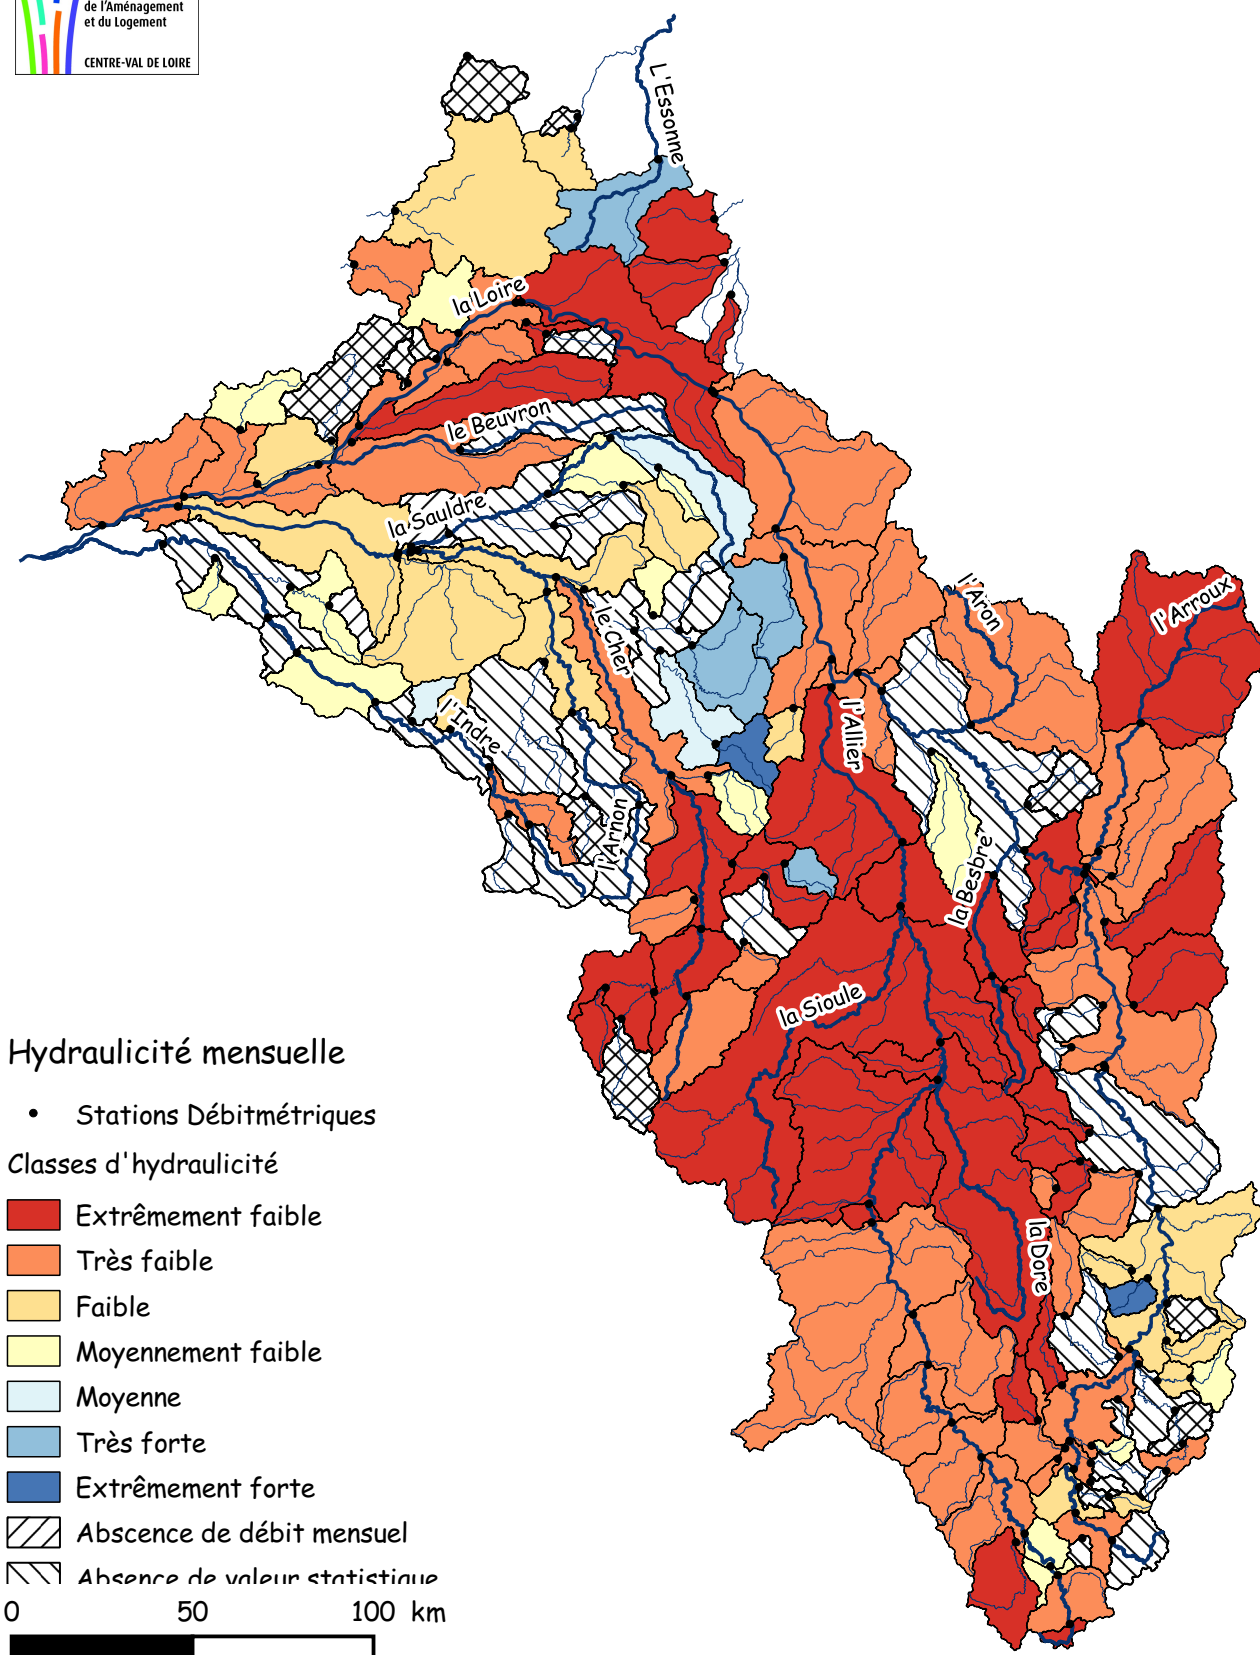 de l'Aménagement
et du Logement
CENTRE-VAL DE LOIRE
L'Essonne
la Loire
le Beuvron
la Sauldre
le Cher
l'Aron
l'Arroux
l'Allier
l'Indre
l'Arnon
la Besbre
la Sioule
la Dore
Hydraulicité mensuelle
Stations Débitmétriques
Classes d'hydraulicité
Extrêmement faible
Très faible
Faible
Moyennement faible
Moyenne
Très forte
Extrêmement forte
Abscence de débit mensuel
Absence de valeur statistique
0 50 100 km